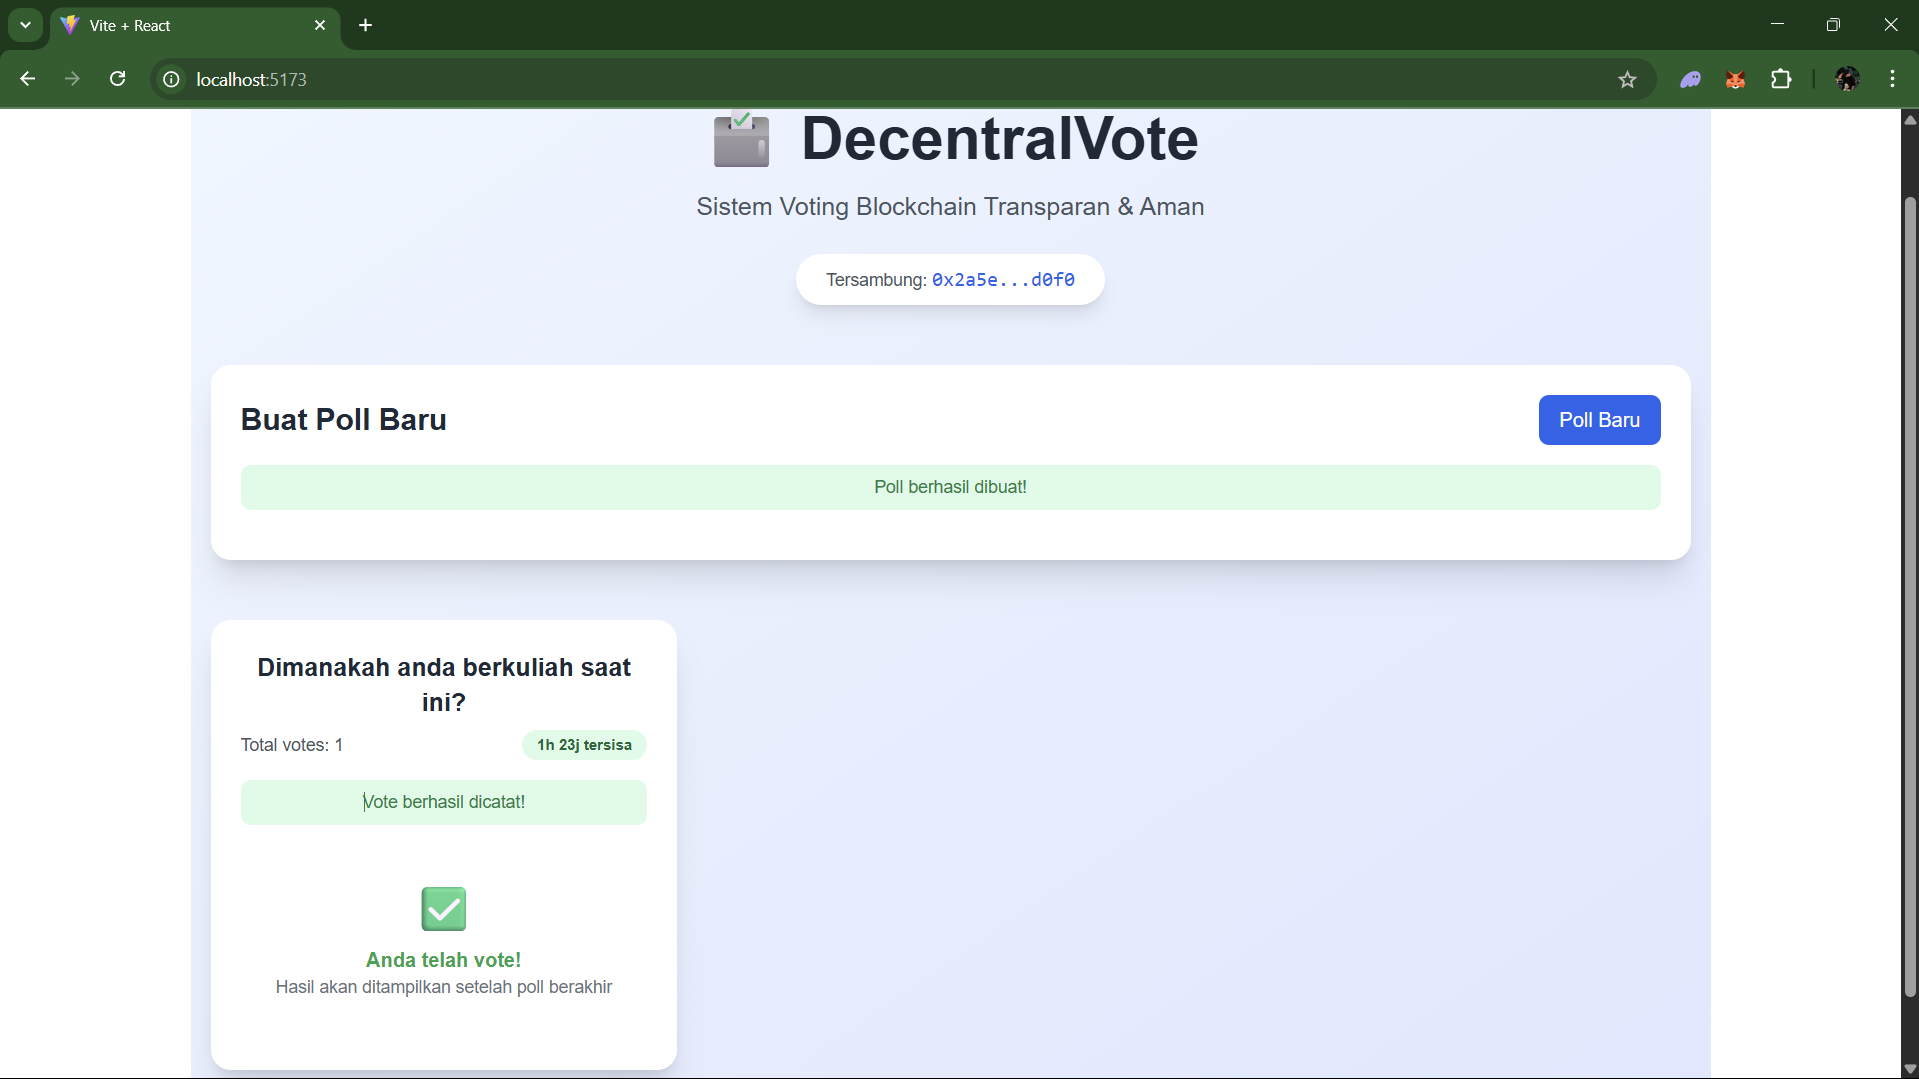 Vite + React
localhost:5173
DecentralVote
Sistem Voting Blockchain Transparan & Aman
Tersambung: 0x2a5e...d0f0
Buat Poll Baru
Poll Baru
Poll berhasil dibuat!
Dimanakah anda berkuliah saat
ini?
Total votes: 1
1h 23j tersisa
Vote berhasil dicatat!
Anda telah vote!
Hasil akan ditampilkan setelah poll berakhir